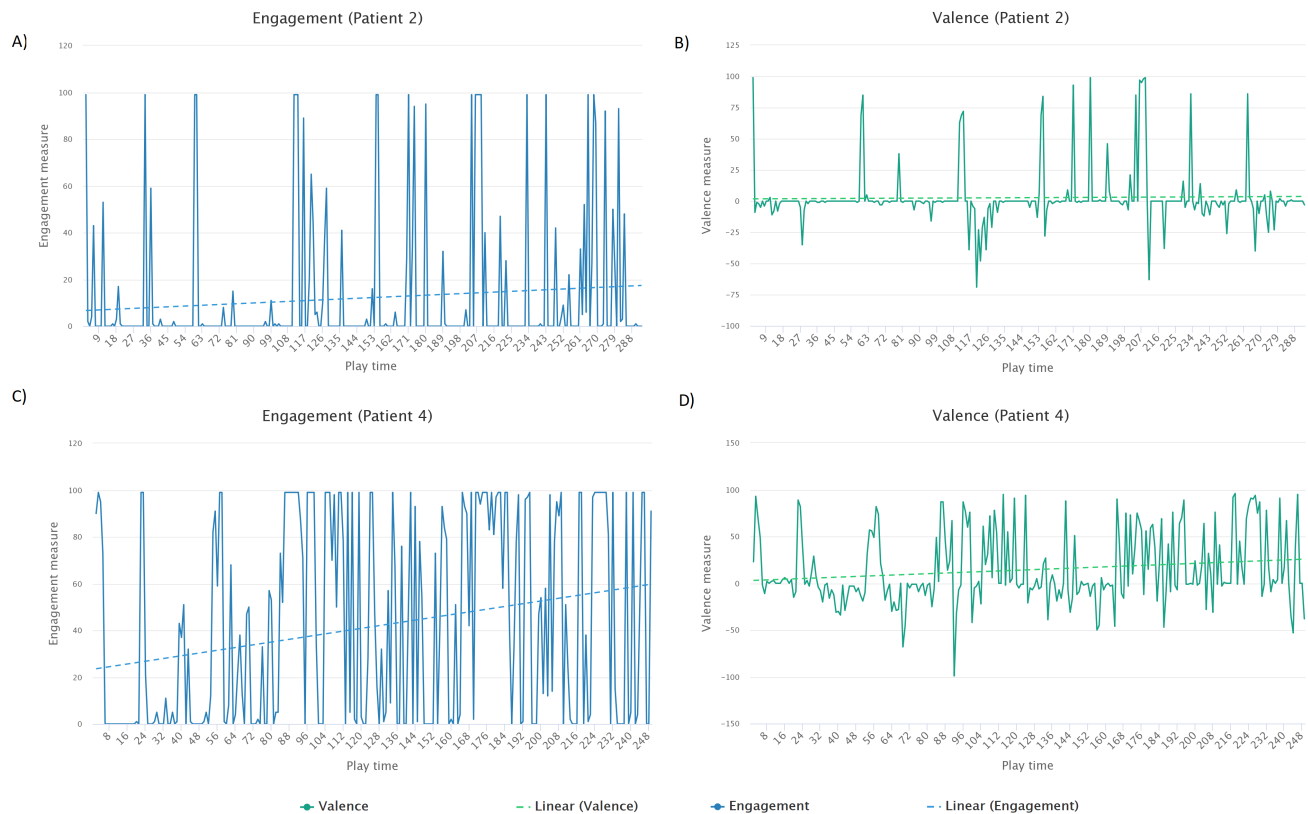 Engagement (Patient 2)
A)
120
100
80
60
40
20
0
Engagement measure
9 18 27 36 45 54 63 72 81 90 99 108 117 126 135 144 153 162 171 180 189 198 207 216 225 234 243 252 261 270 279 288
Play time
Valence (Patient 2)
B)
125
100
75
50
25
0
−25
−50
−75
−100
Valence measure
9 18 27 36 45 54 63 72 81 90 99 108 117 126 135 144 153 162 171 180 189 198 207 216 225 234 243 252 261 270 279 288
Play time
Engagement (Patient 4)
C)
120
100
80
60
40
20
0
Engagement measure
8 16 24 32 40 48 56 64 72 80 88 96 104 112 120 128 136 144 152 160 168 176 184 192 200 208 216 224 232 240 248
Play time
Valence (Patient 4)
D)
150
100
50
0
−50
−100
−150
Valence measure
8 16 24 32 40 48 56 64 72 80 88 96 104 112 120 128 136 144 152 160 168 176 184 192 200 208 216 224 232 240 248
Play time
Valence Linear (Valence) Engagement Linear (Engagement)